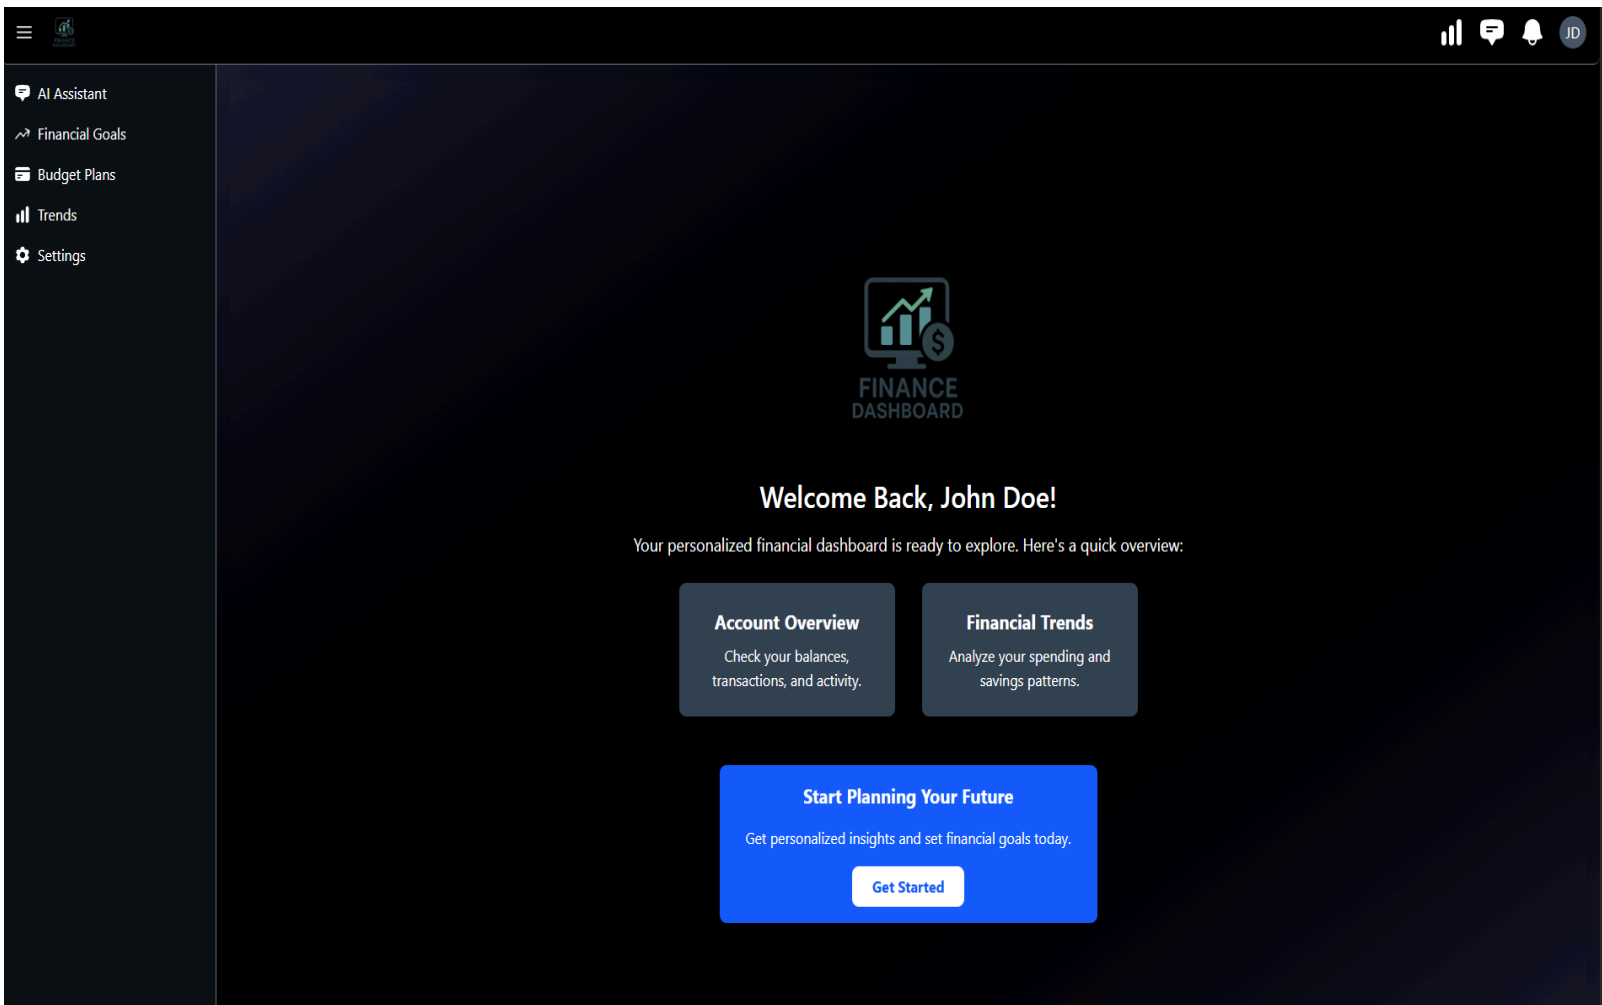 FINANCE
DASHBOARD
JD
AI Assistant
Financial Goals
Budget Plans
Trends
Settings
$
FINANCE
DASHBOARD
Welcome Back, John Doe!
Your personalized financial dashboard is ready to explore. Here's a quick overview:
Account Overview
Check your balances,
transactions, and activity.
Financial Trends
Analyze your spending and
savings patterns.
Start Planning Your Future
Get personalized insights and set financial goals today.
Get Started